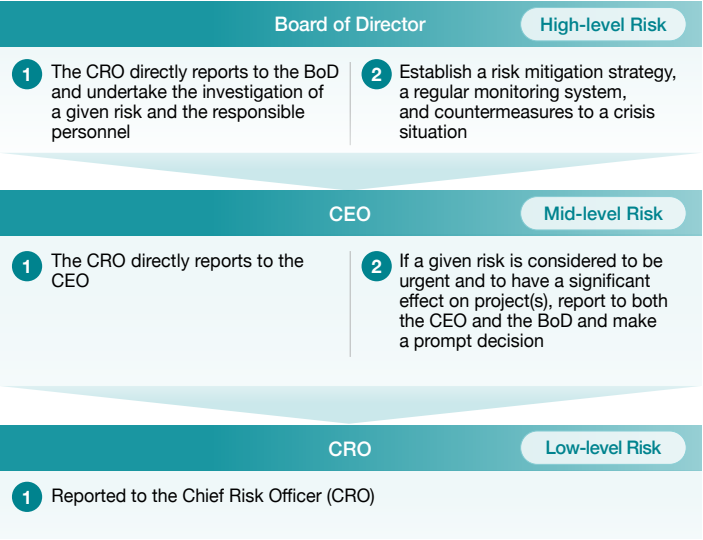 Board of Director
High-level Risk
1
The CRO directly reports to the BoD
and undertake the investigation of
a given risk and the responsible
personnel
2
Establish a risk mitigation strategy,
a regular monitoring system,
and countermeasures to a crisis
situation
CEO
Mid-level Risk
1
The CRO directly reports to the
CEO
2
If a given risk is considered to be
urgent and to have a significant
effect on project(s), report to both
the CEO and the BoD and make
a prompt decision
CRO
Low-level Risk
1
Reported to the Chief Risk Officer (CRO)